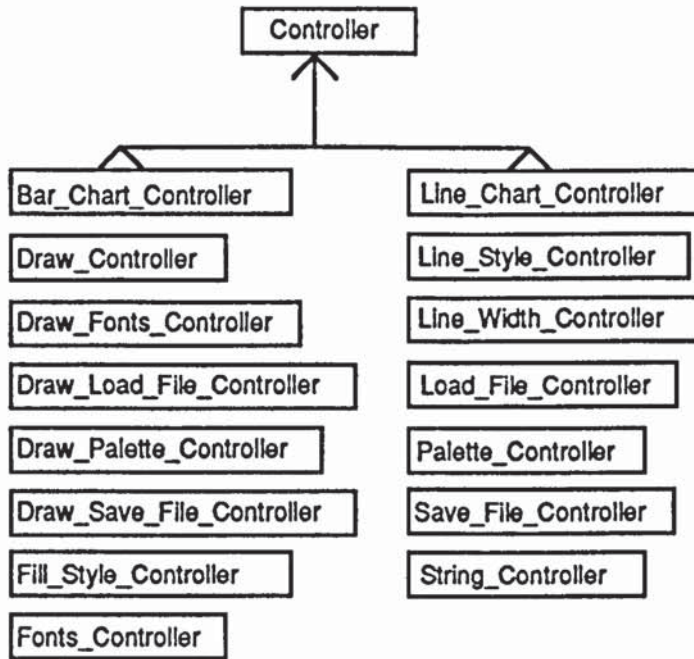 Controller
Bar_Chart_Controller
Draw_Controller
Draw_Fonts_Controller
Draw_Load_File_Controller
Draw_Palette_Controller
Draw_Save_File_Controller
Fill_Style_Controller
Fonts_Controller
Line_Chart_Controller
Line_Style_Controller
Line_Width_Controller
Load_File_Controller
Palette_Controller
Save_File_Controller
String_Controller